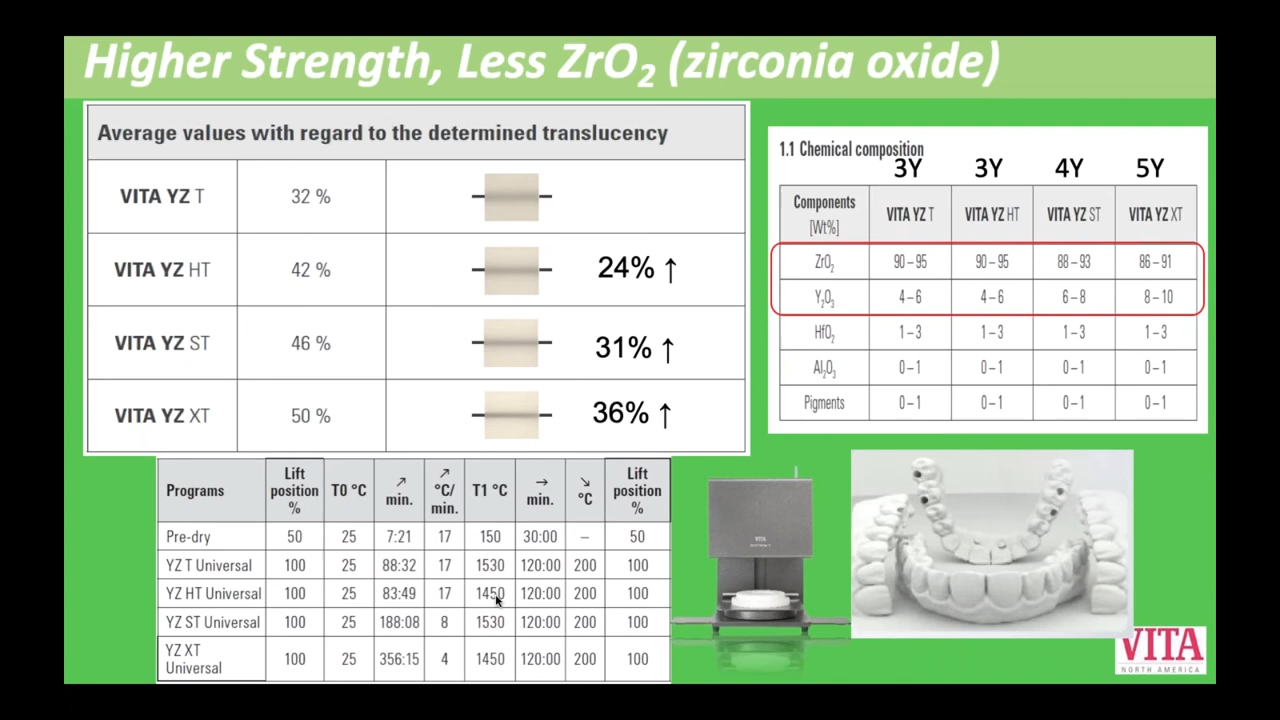 Higher Strength, Less ZrO₂ (zirconia oxide)
Average values with regard to the determined translucency
VITA YZ T 32 %
VITA YZ HT 42 % 24% ↑
VITA YZ ST 46 % 31% ↑
VITA YZ XT 50 % 36% ↑
1.1 Chemical composition
3Y 3Y 4Y 5Y
Components [Wt%] VITA YZ T VITA YZ HT VITA YZ ST VITA YZ XT
ZrO₂ 90–95 90–95 88–93 86–91
Y₂O₃ 4–6 4–6 6–8 8–10
HfO₂ 1–3 1–3 1–3 1–3
Al₂O₃ 0–1 0–1 0–1 0–1
Pigments 0–1 0–1 0–1 0–1
Programs Lift position % T0 °C ↗ min. ↗ °C/ min. T1 °C → min. ↘ °C Lift position %
Pre-dry 50 25 7:21 17 150 30:00 – 50
YZ T Universal 100 25 88:32 17 1530 120:00 200 100
YZ HT Universal 100 25 83:49 17 1450 120:00 200 100
YZ ST Universal 100 25 188:08 8 1530 120:00 200 100
YZ XT Universal 100 25 356:15 4 1450 120:00 200 100
VITA
VITA
NORTH AMERICA